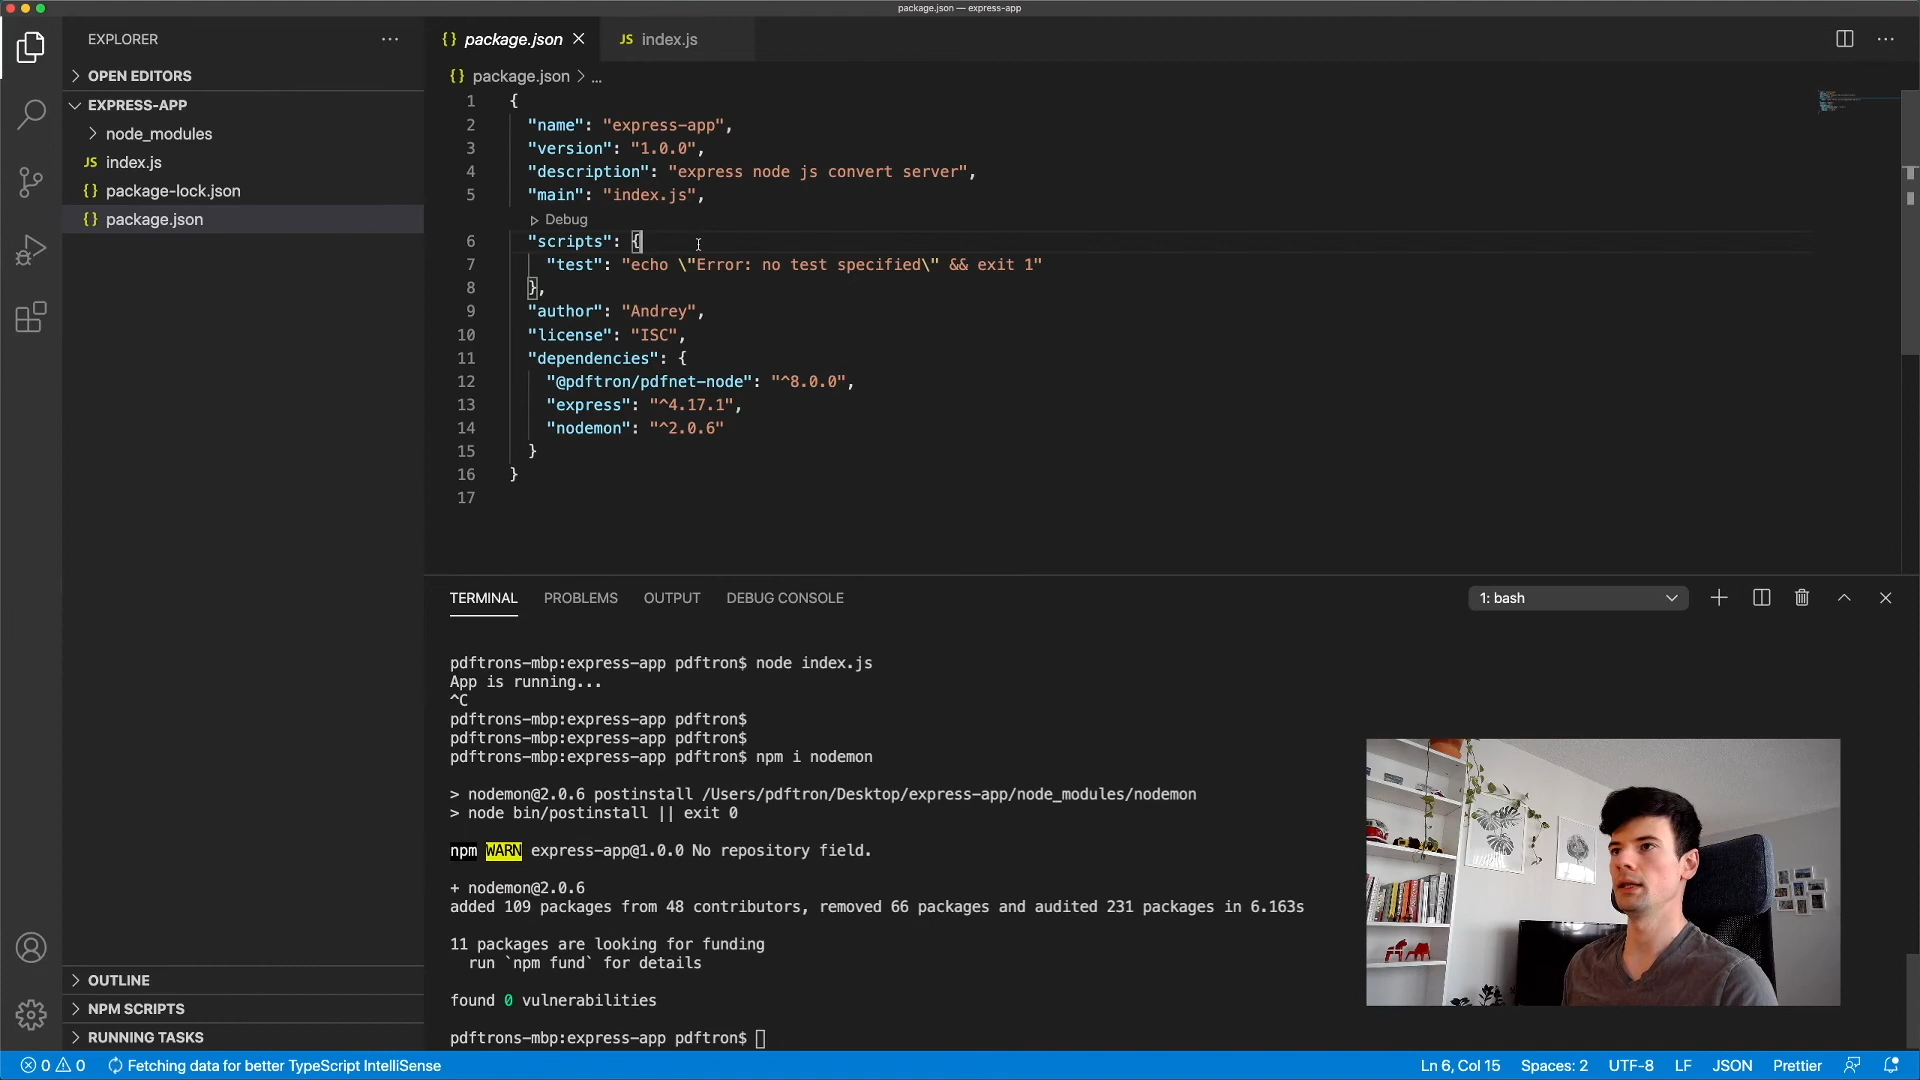 package.json — express-app
EXPLORER
OPEN EDITORS
EXPRESS-APP
node_modules
JS index.js
{} package-lock.json
{} package.json
OUTLINE
NPM SCRIPTS
RUNNING TASKS
{} package.json
JS index.js
{} package.json > ...
1 {
2 "name": "express-app",
3 "version": "1.0.0",
4 "description": "express node js convert server",
5 "main": "index.js",
Debug
6 "scripts": {
7 "test": "echo \"Error: no test specified\" && exit 1"
8 },
9 "author": "Andrey",
10 "license": "ISC",
11 "dependencies": {
12 "@pdftron/pdfnet-node": "^8.0.0",
13 "express": "^4.17.1",
14 "nodemon": "^2.0.6"
15 }
16 }
17
TERMINAL PROBLEMS OUTPUT DEBUG CONSOLE
1: bash
pdftrons-mbp:express-app pdftron$ node index.js
App is running...
^C
pdftrons-mbp:express-app pdftron$
pdftrons-mbp:express-app pdftron$
pdftrons-mbp:express-app pdftron$ npm i nodemon
> nodemon@2.0.6 postinstall /Users/pdftron/Desktop/express-app/node_modules/nodemon
> node bin/postinstall || exit 0
npm WARN express-app@1.0.0 No repository field.
+ nodemon@2.0.6
added 109 packages from 48 contributors, removed 66 packages and audited 231 packages in 6.163s
11 packages are looking for funding
run `npm fund` for details
found 0 vulnerabilities
pdftrons-mbp:express-app pdftron$
0 0 Fetching data for better TypeScript IntelliSense
Ln 6, Col 15 Spaces: 2 UTF-8 LF JSON Prettier